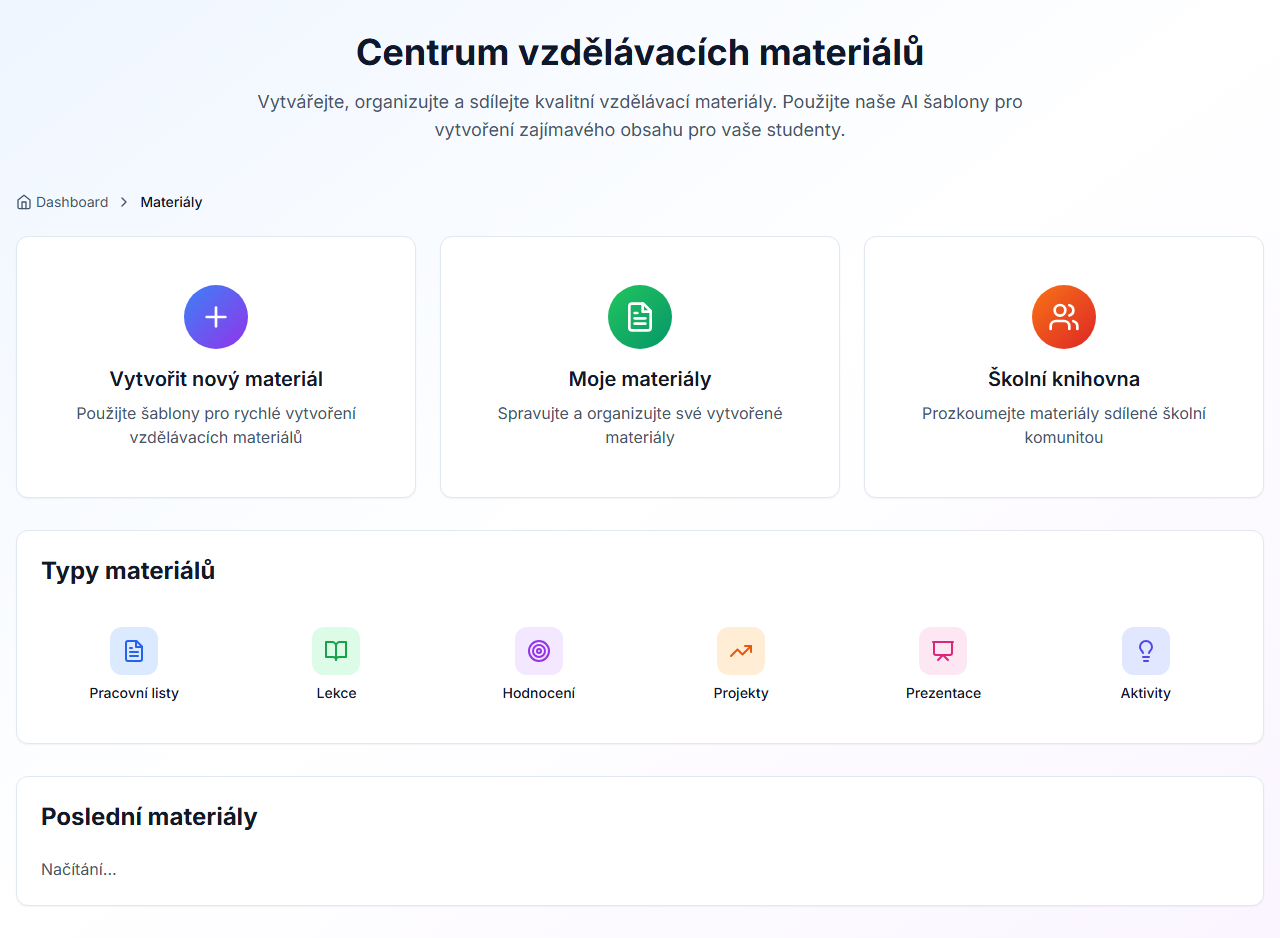 Centrum vzdělávacích materiálů
Vytvářejte, organizujte a sdílejte kvalitní vzdělávací materiály. Použijte naše AI šablony pro
vytvoření zajímavého obsahu pro vaše studenty.
Dashboard > Materiály
Vytvořit nový materiál
Použijte šablony pro rychlé vytvoření
vzdělávacích materiálů
Moje materiály
Spravujte a organizujte své vytvořené
materiály
Školní knihovna
Prozkoumejte materiály sdílené školní
komunitou
Typy materiálů
Pracovní listy
Lekce
Hodnocení
Projekty
Prezentace
Aktivity
Poslední materiály
Načítání...